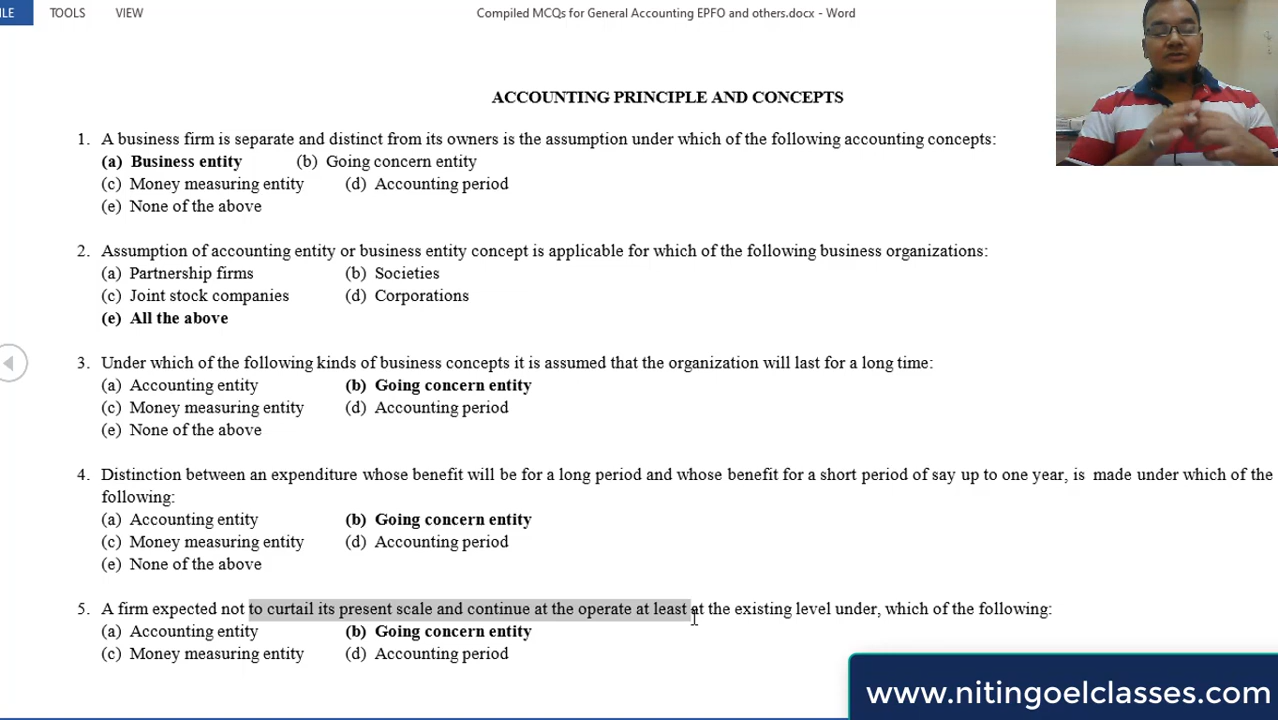 LE TOOLS VIEW Compiled MCQs for General Accounting EPFO and others.docx - Word
ACCOUNTING PRINCIPLE AND CONCEPTS
1. A business firm is separate and distinct from its owners is the assumption under which of the following accounting concepts:
(a) Business entity (b) Going concern entity
(c) Money measuring entity (d) Accounting period
(e) None of the above
2. Assumption of accounting entity or business entity concept is applicable for which of the following business organizations:
(a) Partnership firms (b) Societies
(c) Joint stock companies (d) Corporations
(e) All the above
3. Under which of the following kinds of business concepts it is assumed that the organization will last for a long time:
(a) Accounting entity (b) Going concern entity
(c) Money measuring entity (d) Accounting period
(e) None of the above
4. Distinction between an expenditure whose benefit will be for a long period and whose benefit for a short period of say up to one year, is made under which of the
following:
(a) Accounting entity (b) Going concern entity
(c) Money measuring entity (d) Accounting period
(e) None of the above
5. A firm expected not to curtail its present scale and continue at the operate at least at the existing level under, which of the following:
(a) Accounting entity (b) Going concern entity
(c) Money measuring entity (d) Accounting period
www.nitingoelclasses.com